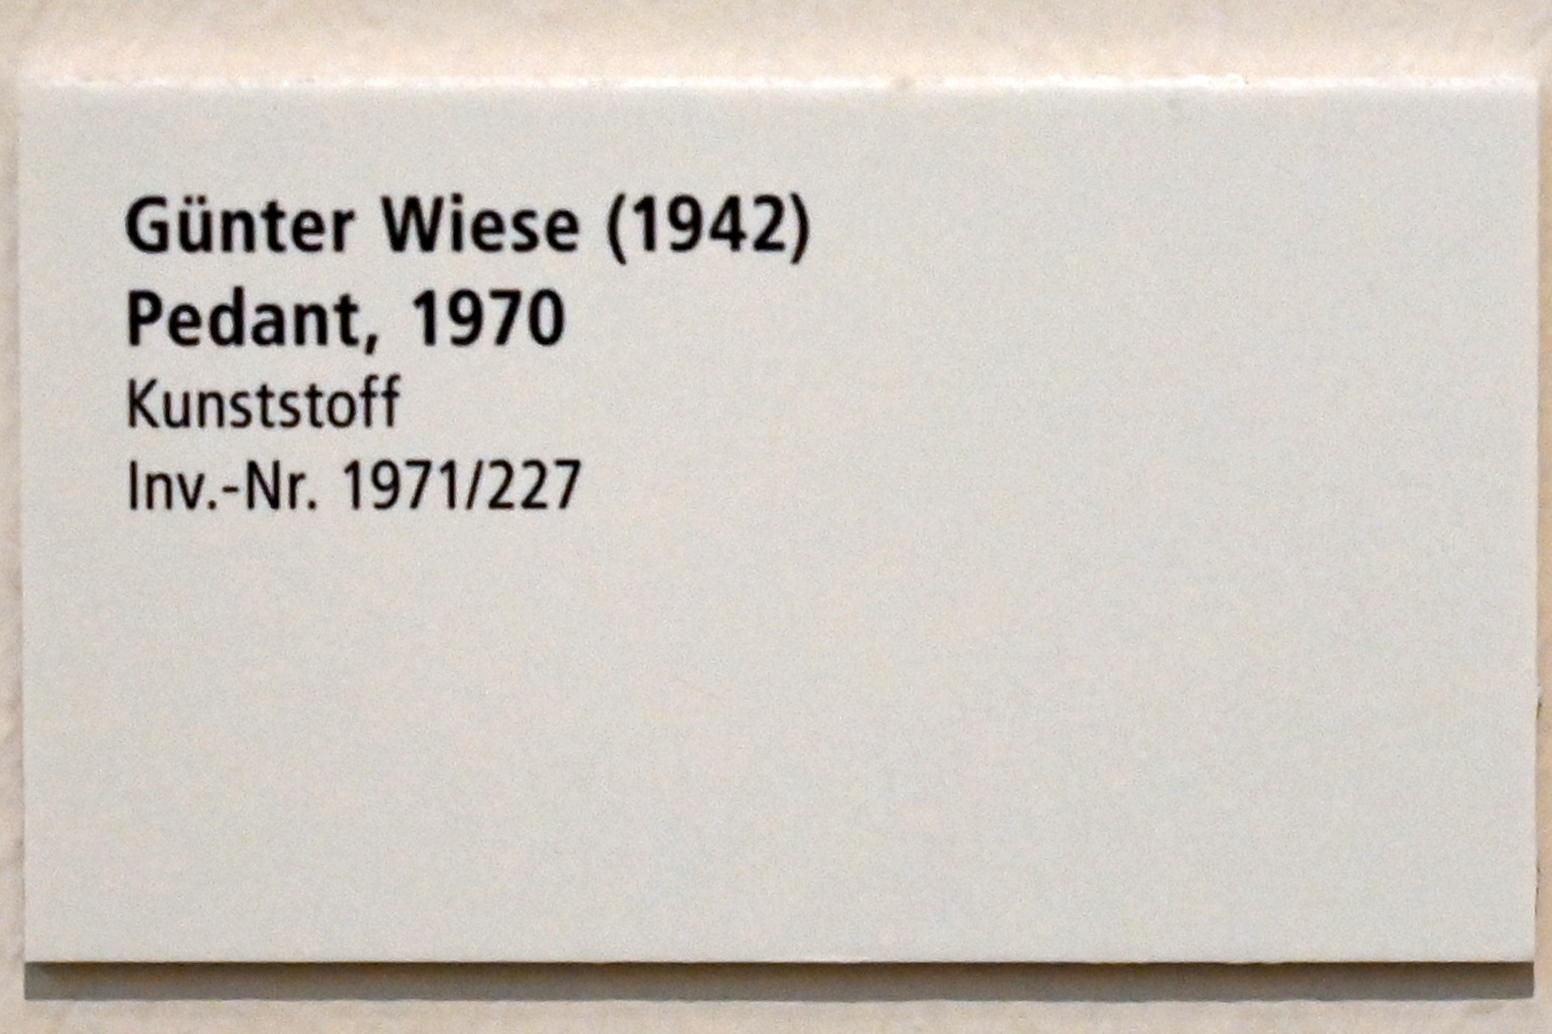 Günter Wiese (1942)
Pedant, 1970
Kunststoff
Inv.-Nr. 1971/227